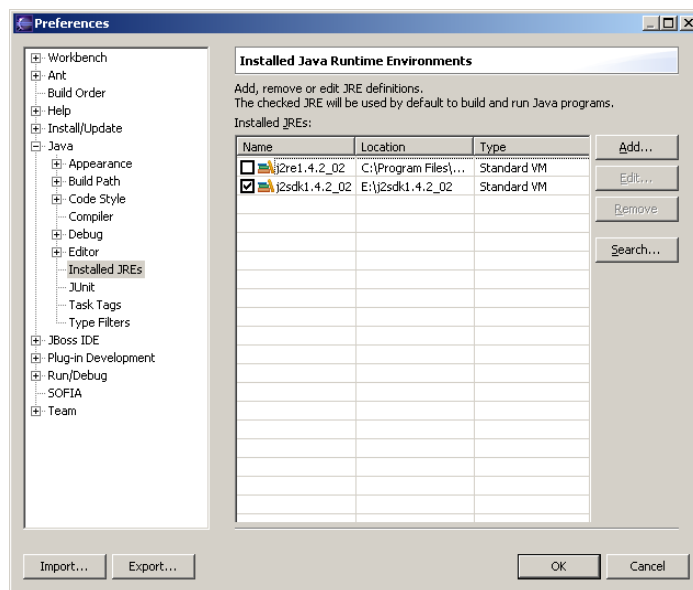 Preferences
Workbench
Ant
Build Order
Help
Install/Update
Java
Appearance
Build Path
Code Style
Compiler
Debug
Editor
Installed JREs
JUnit
Task Tags
Type Filters
JBoss IDE
Plug-in Development
Run/Debug
SOFIA
Team
Installed Java Runtime Environments
Add, remove or edit JRE definitions.
The checked JRE will be used by default to build and run Java programs.
Installed JREs:
Name Location Type
j2re1.4.2_02 C:\Program Files\... Standard VM
j2sdk1.4.2_02 E:\j2sdk1.4.2_02 Standard VM
Add...
Edit...
Remove
Search...
Import... Export... OK Cancel